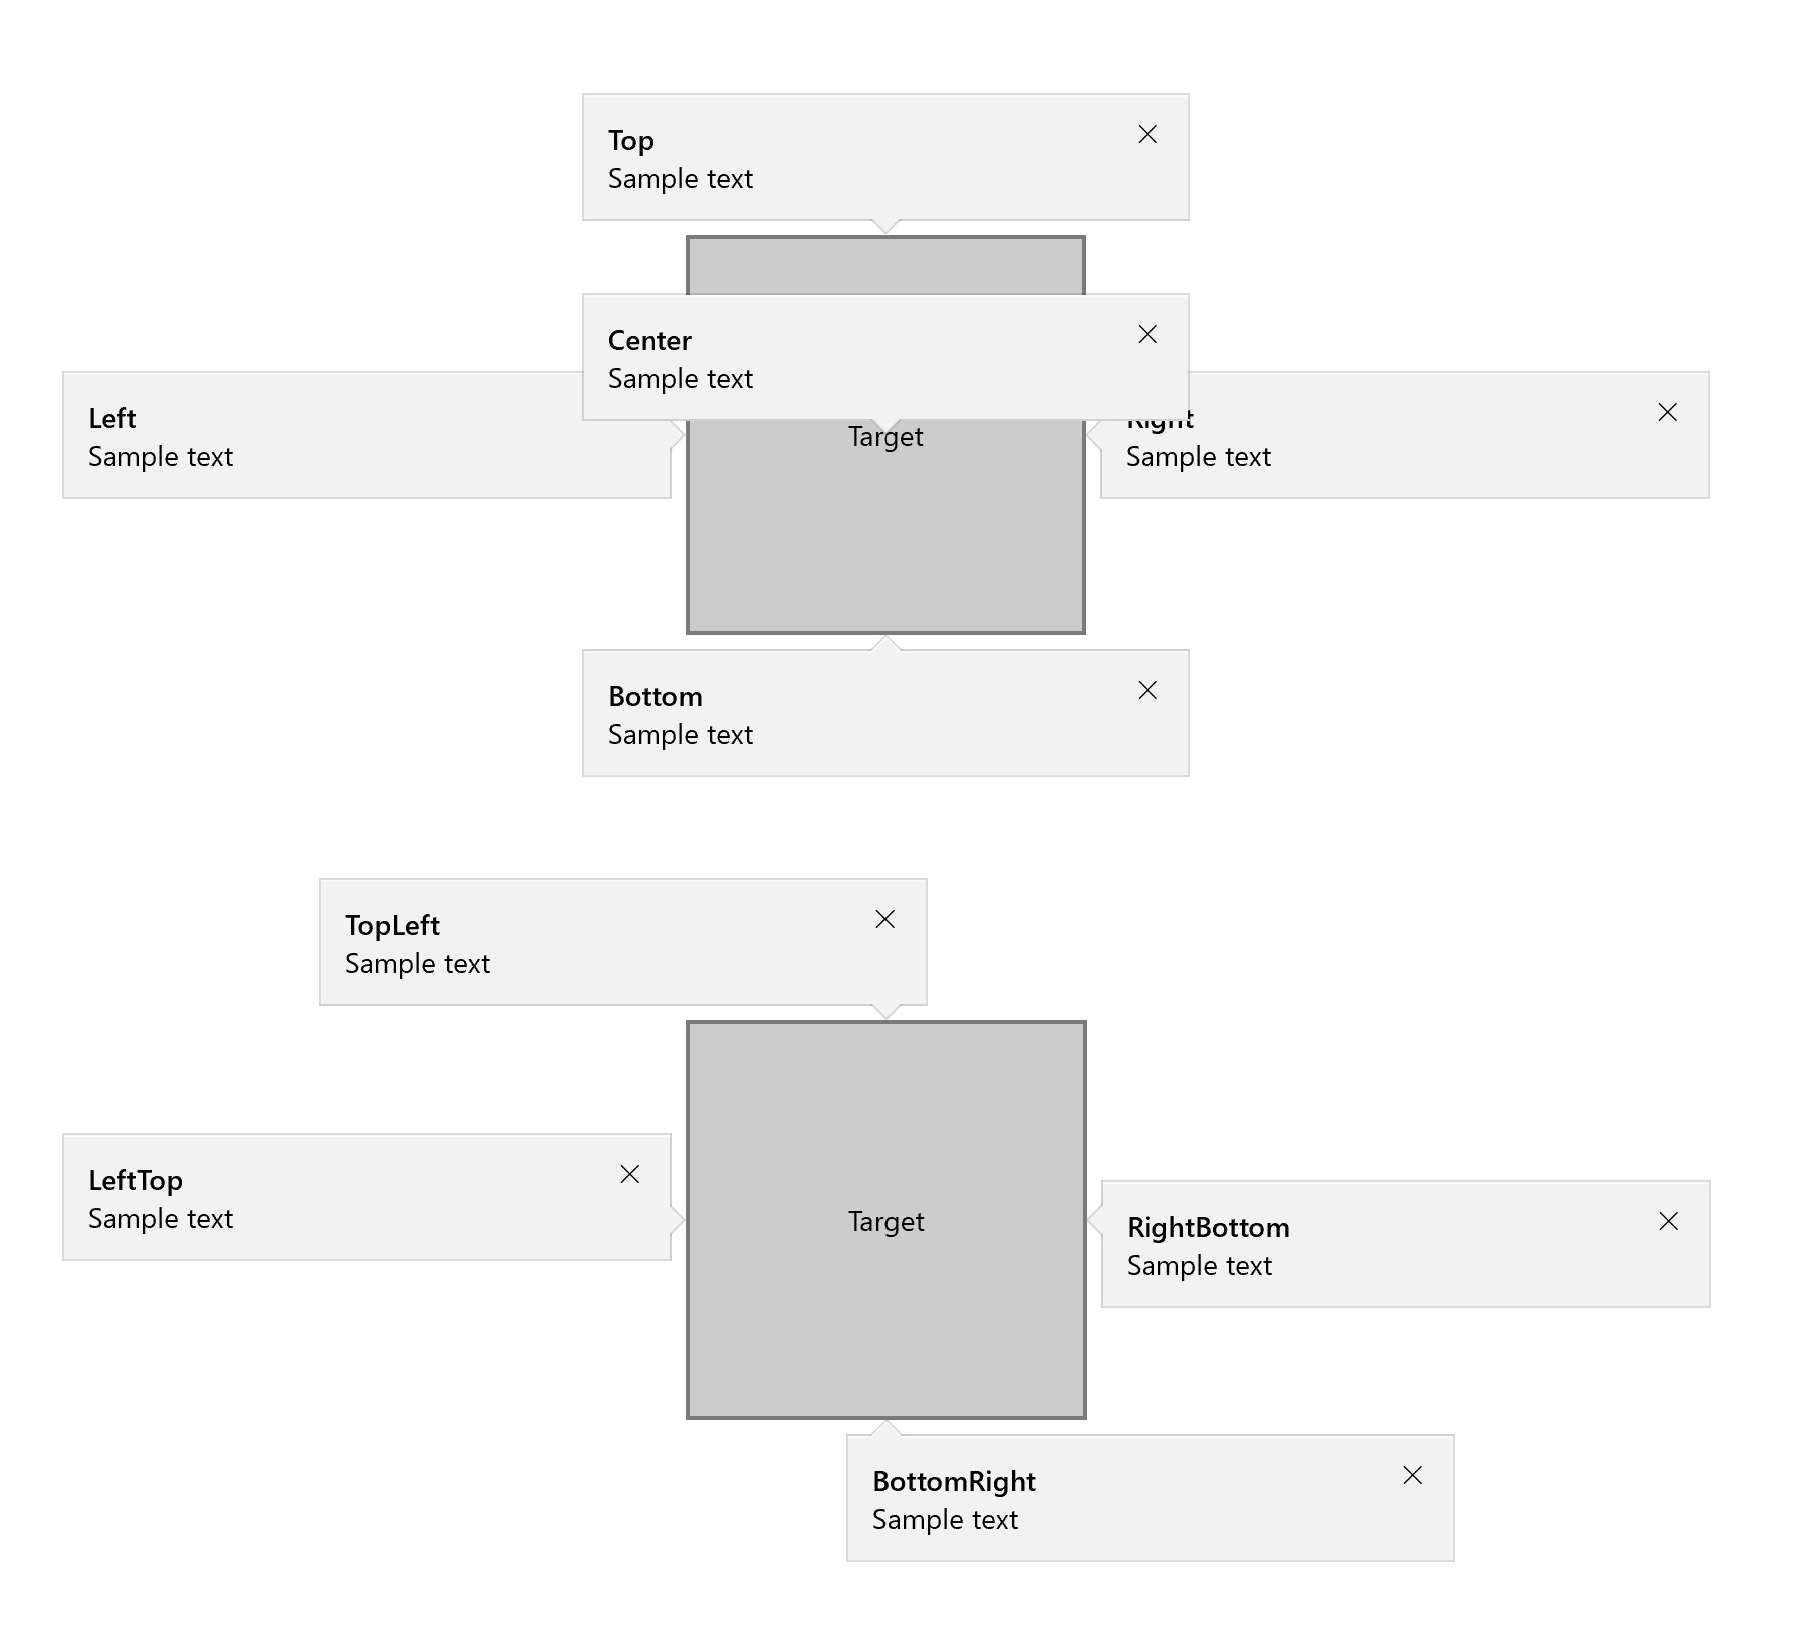 Top
Sample text
Center
Sample text
Left
Sample text
Target
Right
Sample text
Bottom
Sample text
TopLeft
Sample text
LeftTop
Sample text
Target
RightBottom
Sample text
BottomRight
Sample text